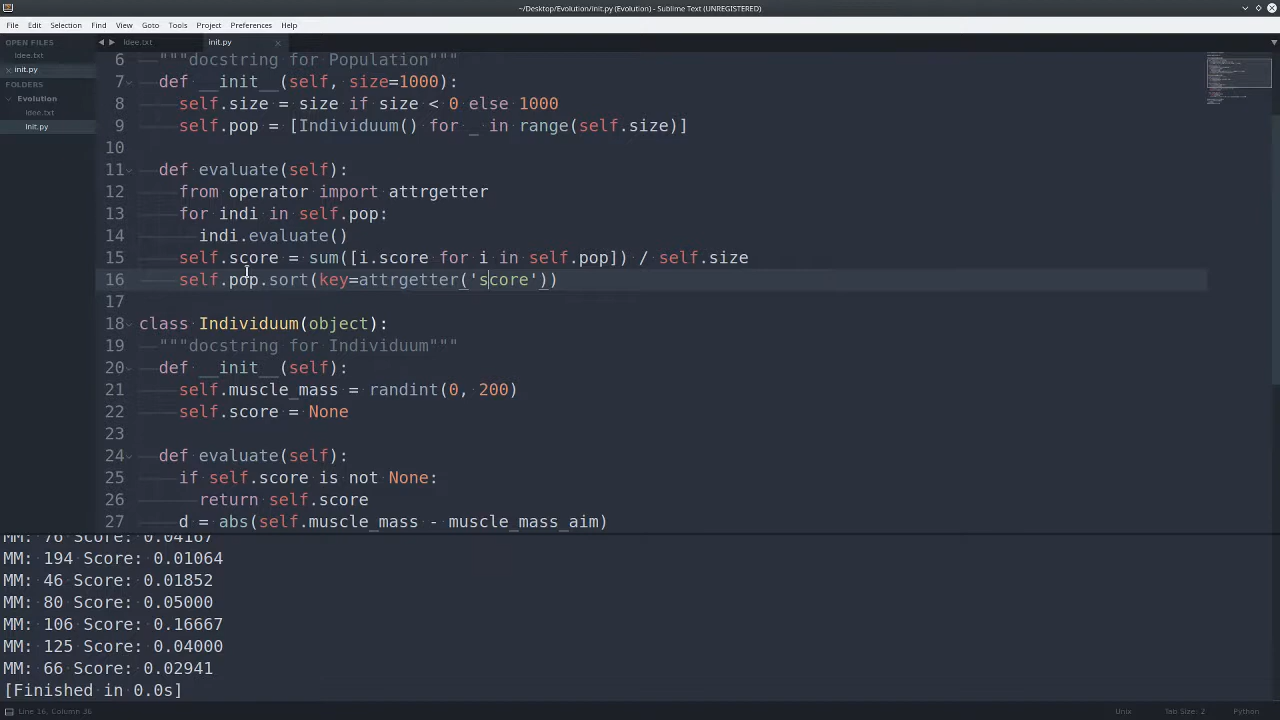 ~/Desktop/Evolution/init.py (Evolution) - Sublime Text (UNREGISTERED)
File Edit Selection Find View Goto Tools Project Preferences Help
OPEN FILES
Idee.txt
init.py
FOLDERS
Evolution
Idee.txt
init.py
Idee.txt init.py
6 """docstring for Population"""
7 def __init__(self, size=1000):
8 self.size = size if size < 0 else 1000
9 self.pop = [Individuum() for _ in range(self.size)]
10
11 def evaluate(self):
12 from operator import attrgetter
13 for indi in self.pop:
14 indi.evaluate()
15 self.score = sum([i.score for i in self.pop]) / self.size
16 self.pop.sort(key=attrgetter('score'))
17
18 class Individuum(object):
19 """docstring for Individuum"""
20 def __init__(self):
21 self.muscle_mass = randint(0, 200)
22 self.score = None
23
24 def evaluate(self):
25 if self.score is not None:
26 return self.score
27 d = abs(self.muscle_mass - muscle_mass_aim)
MM: 76 Score: 0.04167
MM: 194 Score: 0.01064
MM: 46 Score: 0.01852
MM: 80 Score: 0.05000
MM: 106 Score: 0.16667
MM: 125 Score: 0.04000
MM: 66 Score: 0.02941
[Finished in 0.0s]
Line 16, Column 36 Unix Tab Size: 2 Python